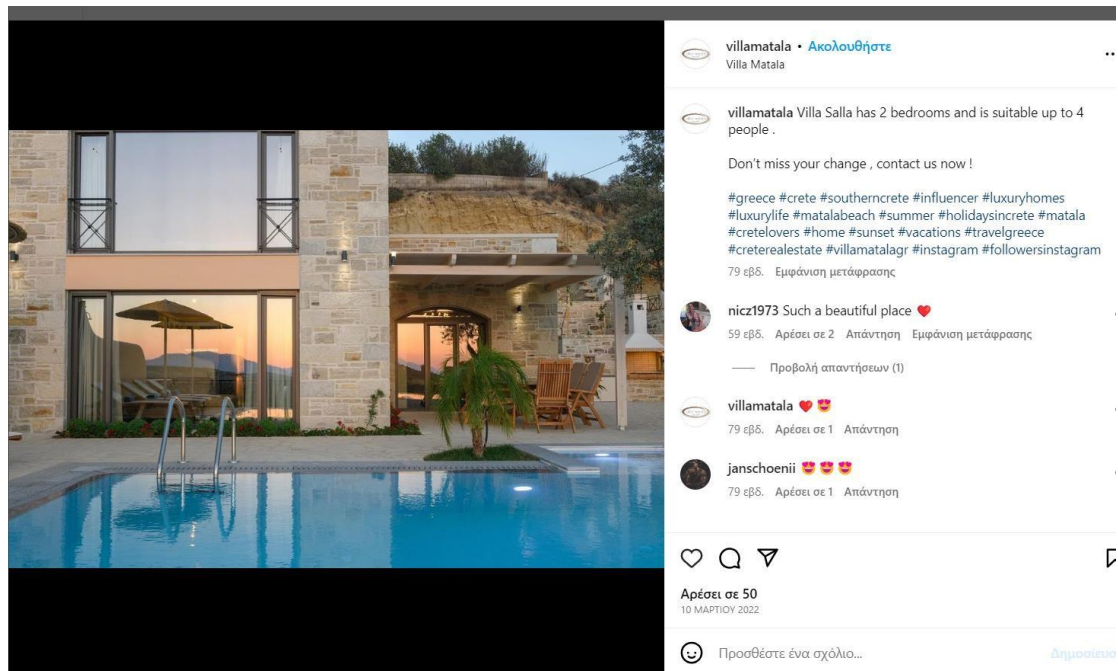 villamatala • Ακολουθήστε
Villa Matala
villamatala Villa Salla has 2 bedrooms and is suitable up to 4
people .
Don't miss your change , contact us now !
#greece #crete #southerncrete #influencer #luxuryhomes
#luxurylife #matalabeach #summer #holidaysincrete #matala
#cretelovers #home #sunset #vacations #travelgreece
#creterealestate #villamatalagr #instagram #followersinstagram
79 εβδ. Εμφάνιση μετάφρασης
nicz1973 Such a beautiful place ❤️
59 εβδ. Αρέσει σε 2 Απάντηση Εμφάνιση μετάφρασης
Προβολή απαντήσεων (1)
villamatala ❤️ 😍
79 εβδ. Αρέσει σε 1 Απάντηση
janschoenii 😍 😍 😍
79 εβδ. Αρέσει σε 1 Απάντηση
Αρέσει σε 50
10 ΜΑΡΤΙΟΥ 2022
Προσθέστε ένα σχόλιο...